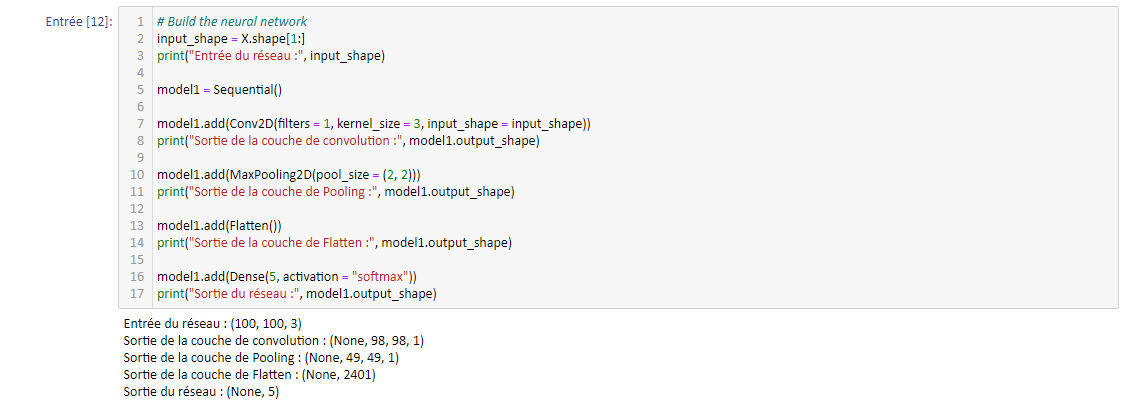 Entrée [12]:
1 # Build the neural network
2 input_shape = X.shape[1:]
3 print("Entrée du réseau :", input_shape)
4
5 model1 = Sequential()
6
7 model1.add(Conv2D(filters = 1, kernel_size = 3, input_shape = input_shape))
8 print("Sortie de la couche de convolution :", model1.output_shape)
9
10 model1.add(MaxPooling2D(pool_size = (2, 2)))
11 print("Sortie de la couche de Pooling :", model1.output_shape)
12
13 model1.add(Flatten())
14 print("Sortie de la couche de Flatten :", model1.output_shape)
15
16 model1.add(Dense(5, activation = "softmax"))
17 print("Sortie du réseau :", model1.output_shape)
Entrée du réseau : (100, 100, 3)
Sortie de la couche de convolution : (None, 98, 98, 1)
Sortie de la couche de Pooling : (None, 49, 49, 1)
Sortie de la couche de Flatten : (None, 2401)
Sortie du réseau : (None, 5)